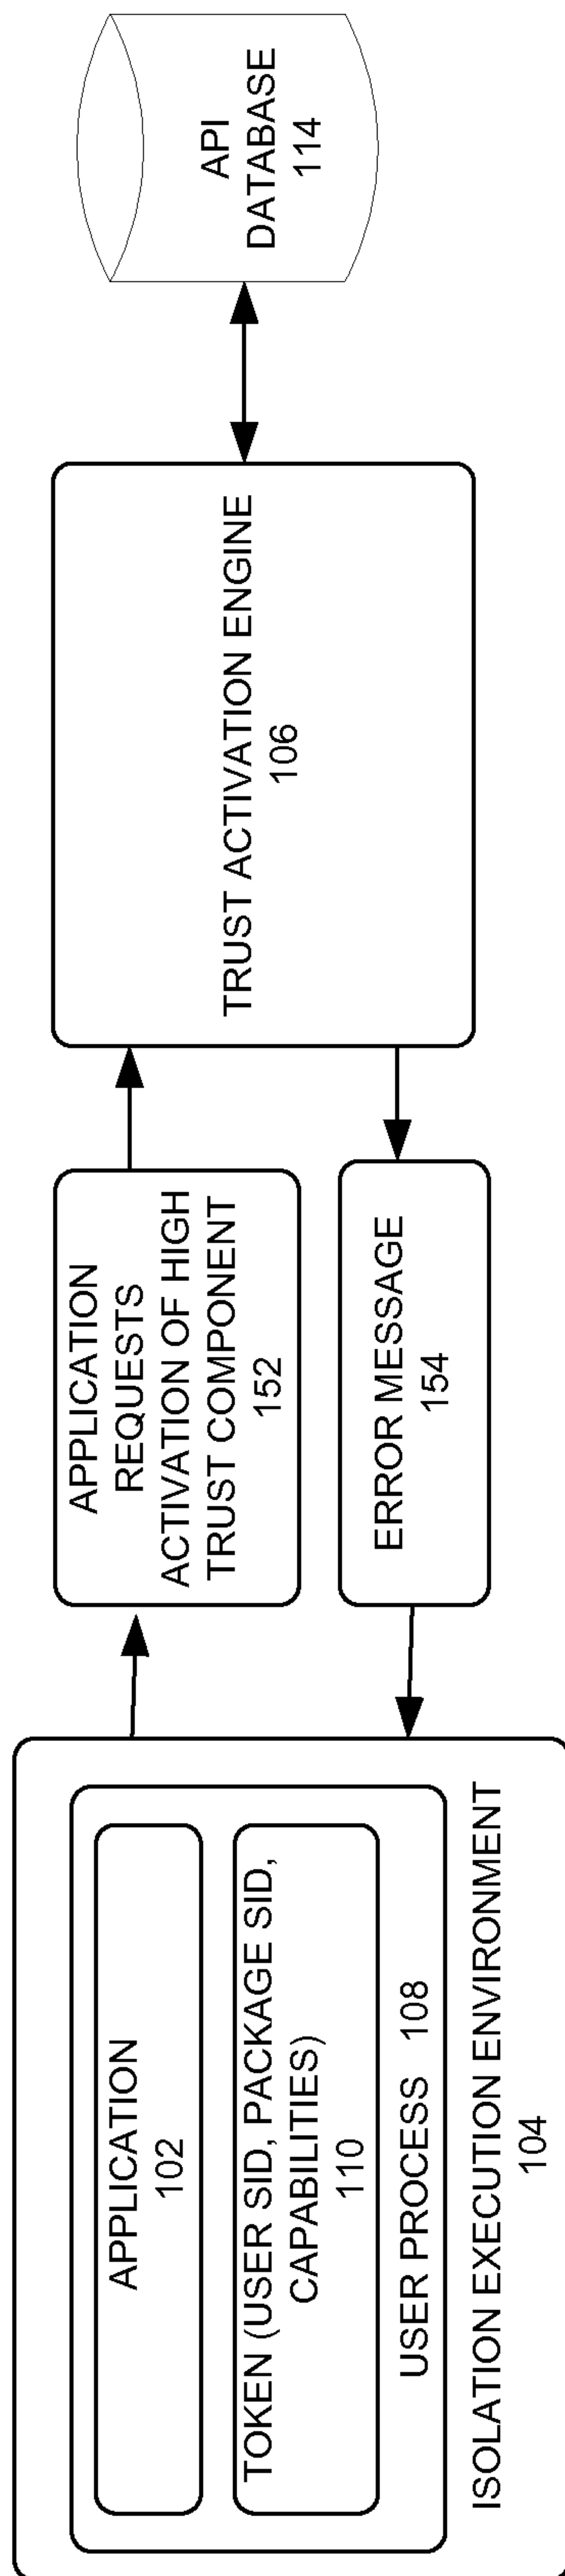 APPLICATION
102
TOKEN (USER SID, PACKAGE SID,
CAPABILITIES)
110
USER PROCESS 108
ISOLATION EXECUTION ENVIRONMENT
104
APPLICATION
REQUESTS
ACTIVATION OF HIGH
TRUST COMPONENT
152
ERROR MESSAGE
154
TRUST ACTIVATION ENGINE
106
API
DATABASE
114